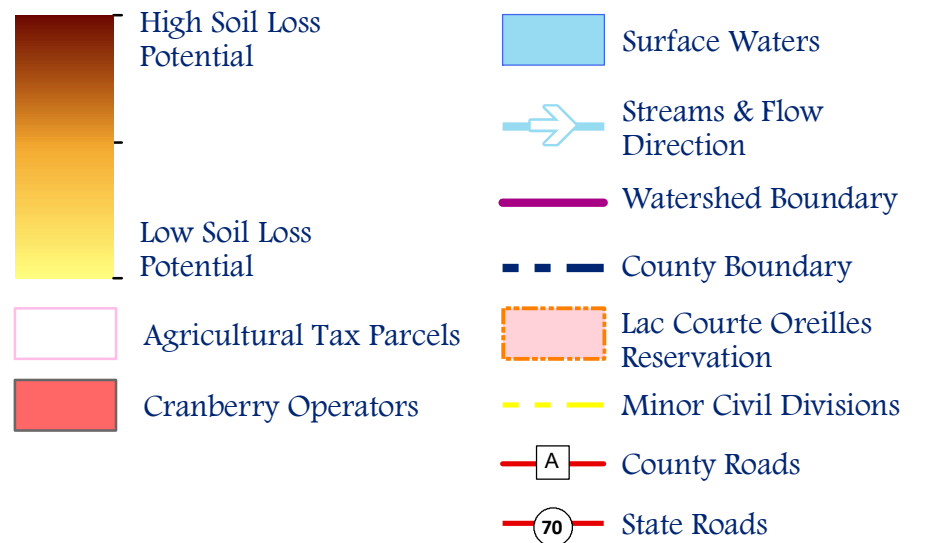 High Soil Loss
Potential
Low Soil Loss
Potential
Agricultural Tax Parcels
Cranberry Operators
Surface Waters
Streams & Flow
Direction
Watershed Boundary
County Boundary
Lac Courte Oreilles
Reservation
Minor Civil Divisions
A
County Roads
70
State Roads